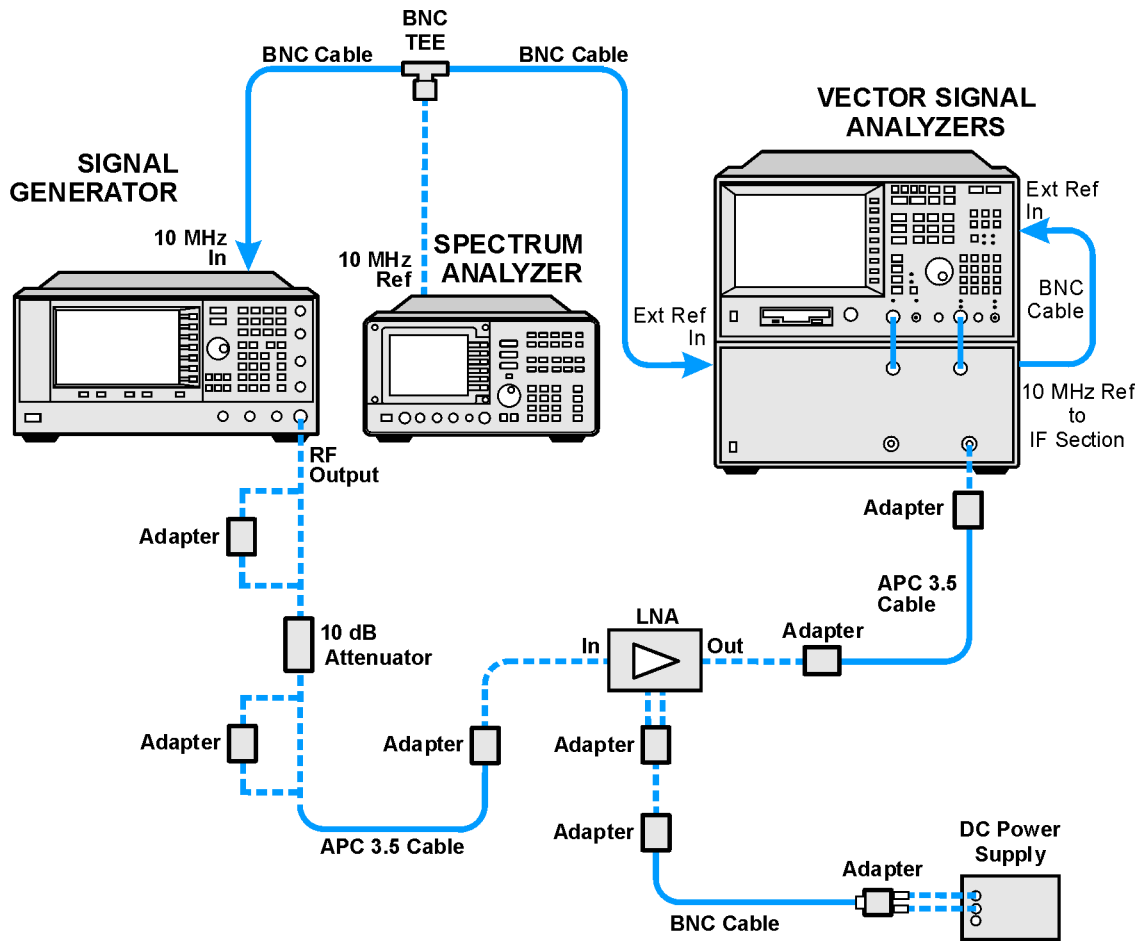 BNC
TEE
BNC Cable
BNC Cable
VECTOR SIGNAL
ANALYZERS
SIGNAL
GENERATOR
Ext Ref
In
10 MHz
In
10 MHz
Ref
SPECTRUM
ANALYZER
BNC
Cable
Ext Ref
In
10 MHz Ref
to
IF Section
RF
Output
Adapter
Adapter
APC 3.5
Cable
10 dB
Attenuator
LNA
In
Out
Adapter
Adapter
Adapter
Adapter
APC 3.5 Cable
Adapter
DC Power
Supply
Adapter
BNC Cable